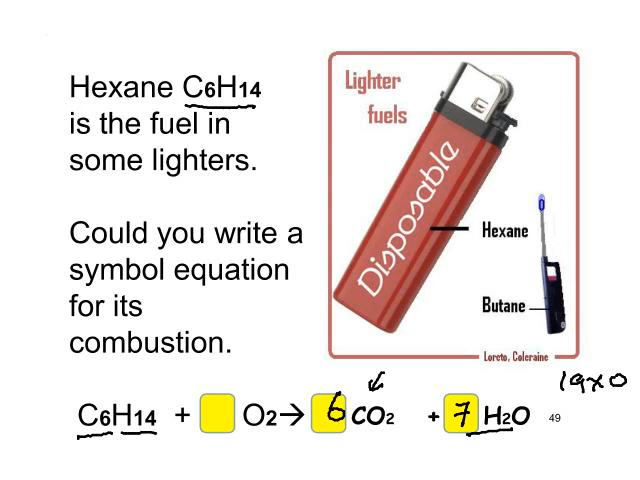 Hexane C6H14
is the fuel in
some lighters.
Could you write a
symbol equation
for its
combustion.
Lighter
fuels
Disposable
Hexane
Butane
Loreto, Coleraine
19xO
C6H14 + O2→ 6 CO2 + 7 H2O
49